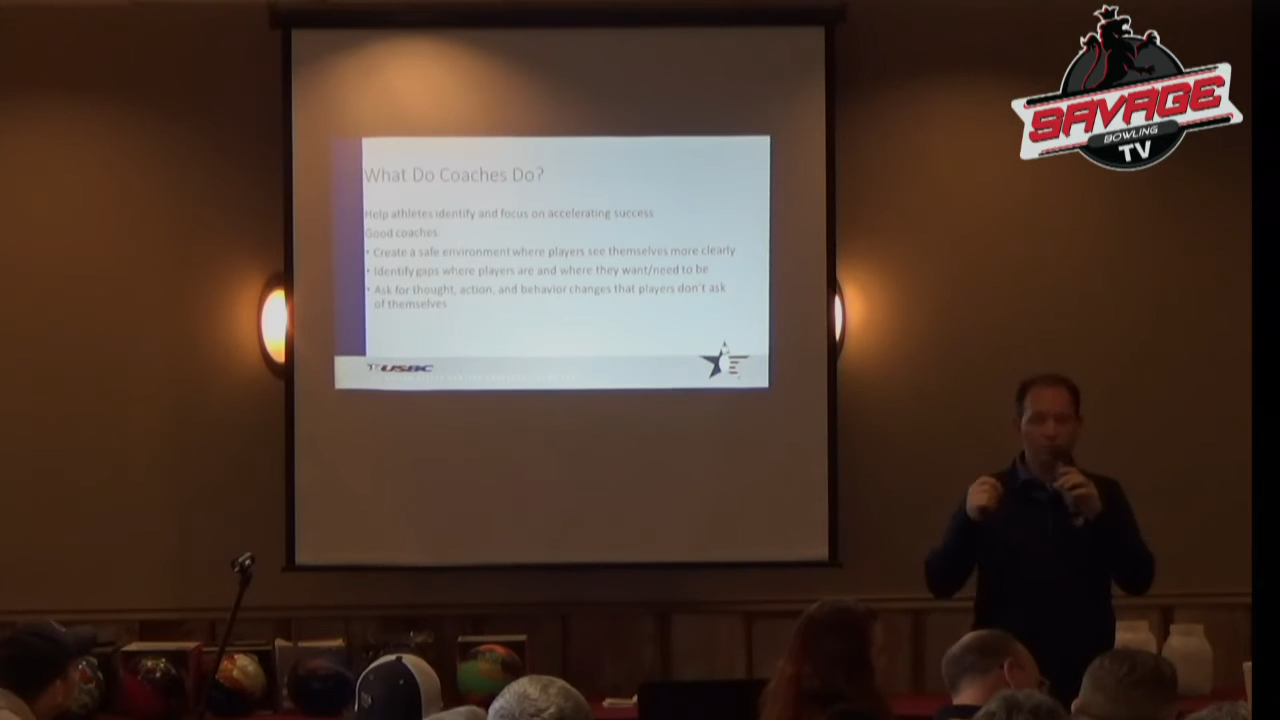 SAVAGE
BOWLING
TV
What Do Coaches Do?
Help athletes identify and focus on accelerating success
Good coaches
• Create a safe environment where players see themselves more clearly
• Identify gaps where players are and where they want/need to be
• Ask for thought, action, and behavior changes that players don't ask
of themselves
USBC